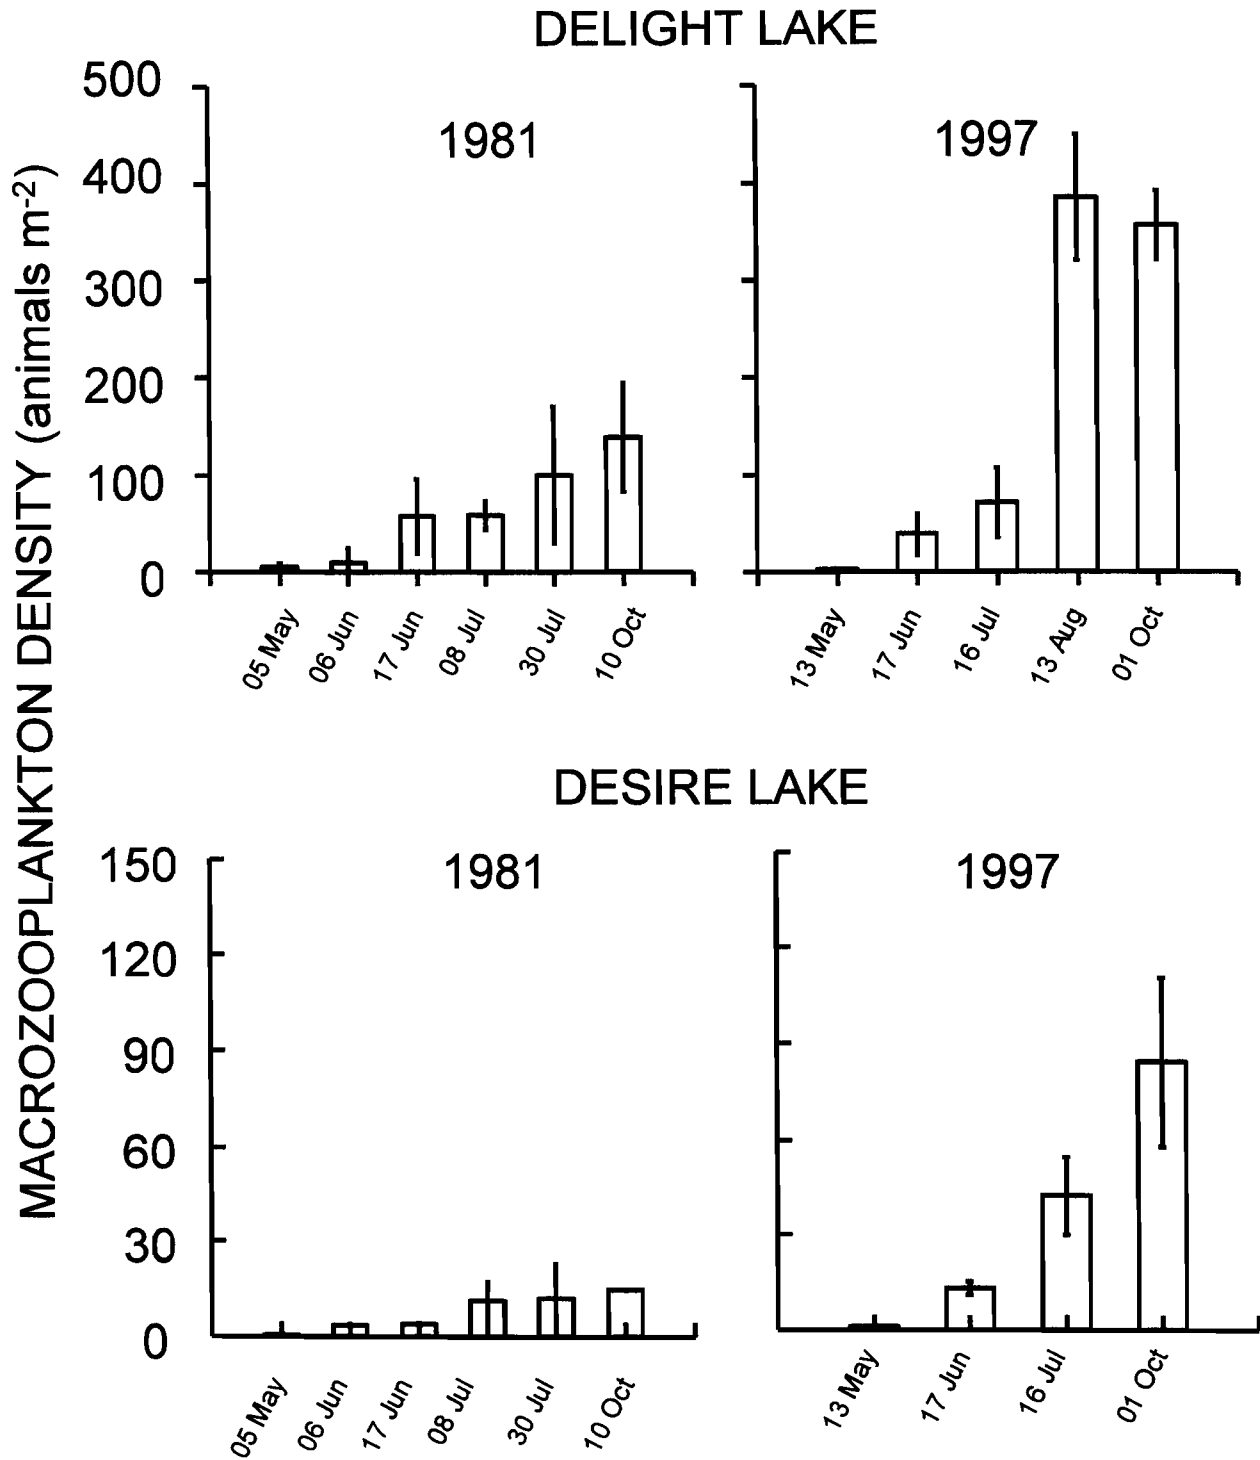 DELIGHT LAKE
MACROZOOPLANKTON DENSITY (animals m-2)
1981
500
400
300
200
100
0
05 May
06 Jun
17 Jun
08 Jul
30 Jul
10 Oct
1997
13 May
17 Jun
16 Jul
13 Aug
01 Oct
DESIRE LAKE
1981
150
120
90
60
30
0
05 May
06 Jun
17 Jun
08 Jul
30 Jul
10 Oct
1997
13 May
17 Jun
16 Jul
01 Oct